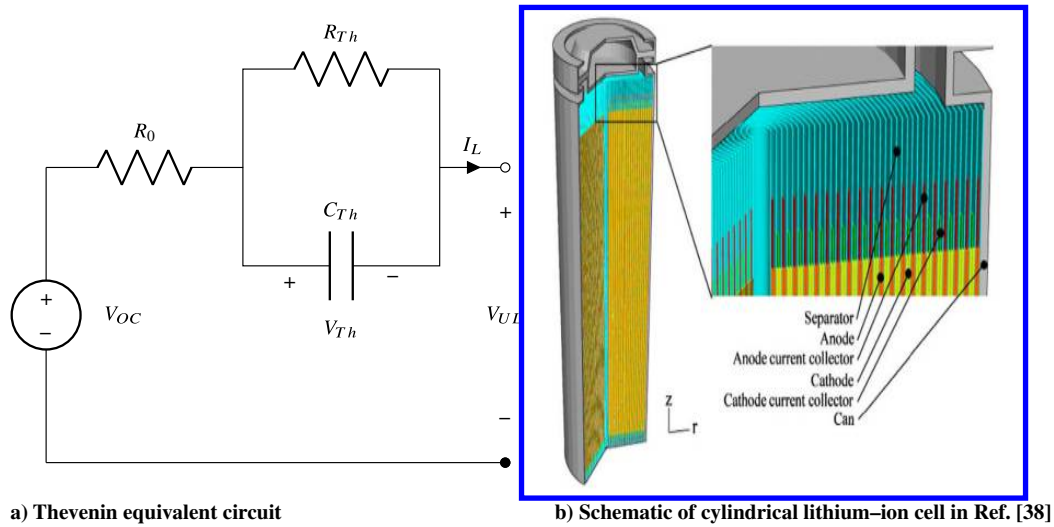 R_Th
R_0
I_L
C_Th
+
+
−
+
−
V_OC
V_Th
V_UL
−
a) Thevenin equivalent circuit
Separator
Anode
Anode current collector
Cathode
Cathode current collector
Can
z
r
b) Schematic of cylindrical lithium–ion cell in Ref. [38]